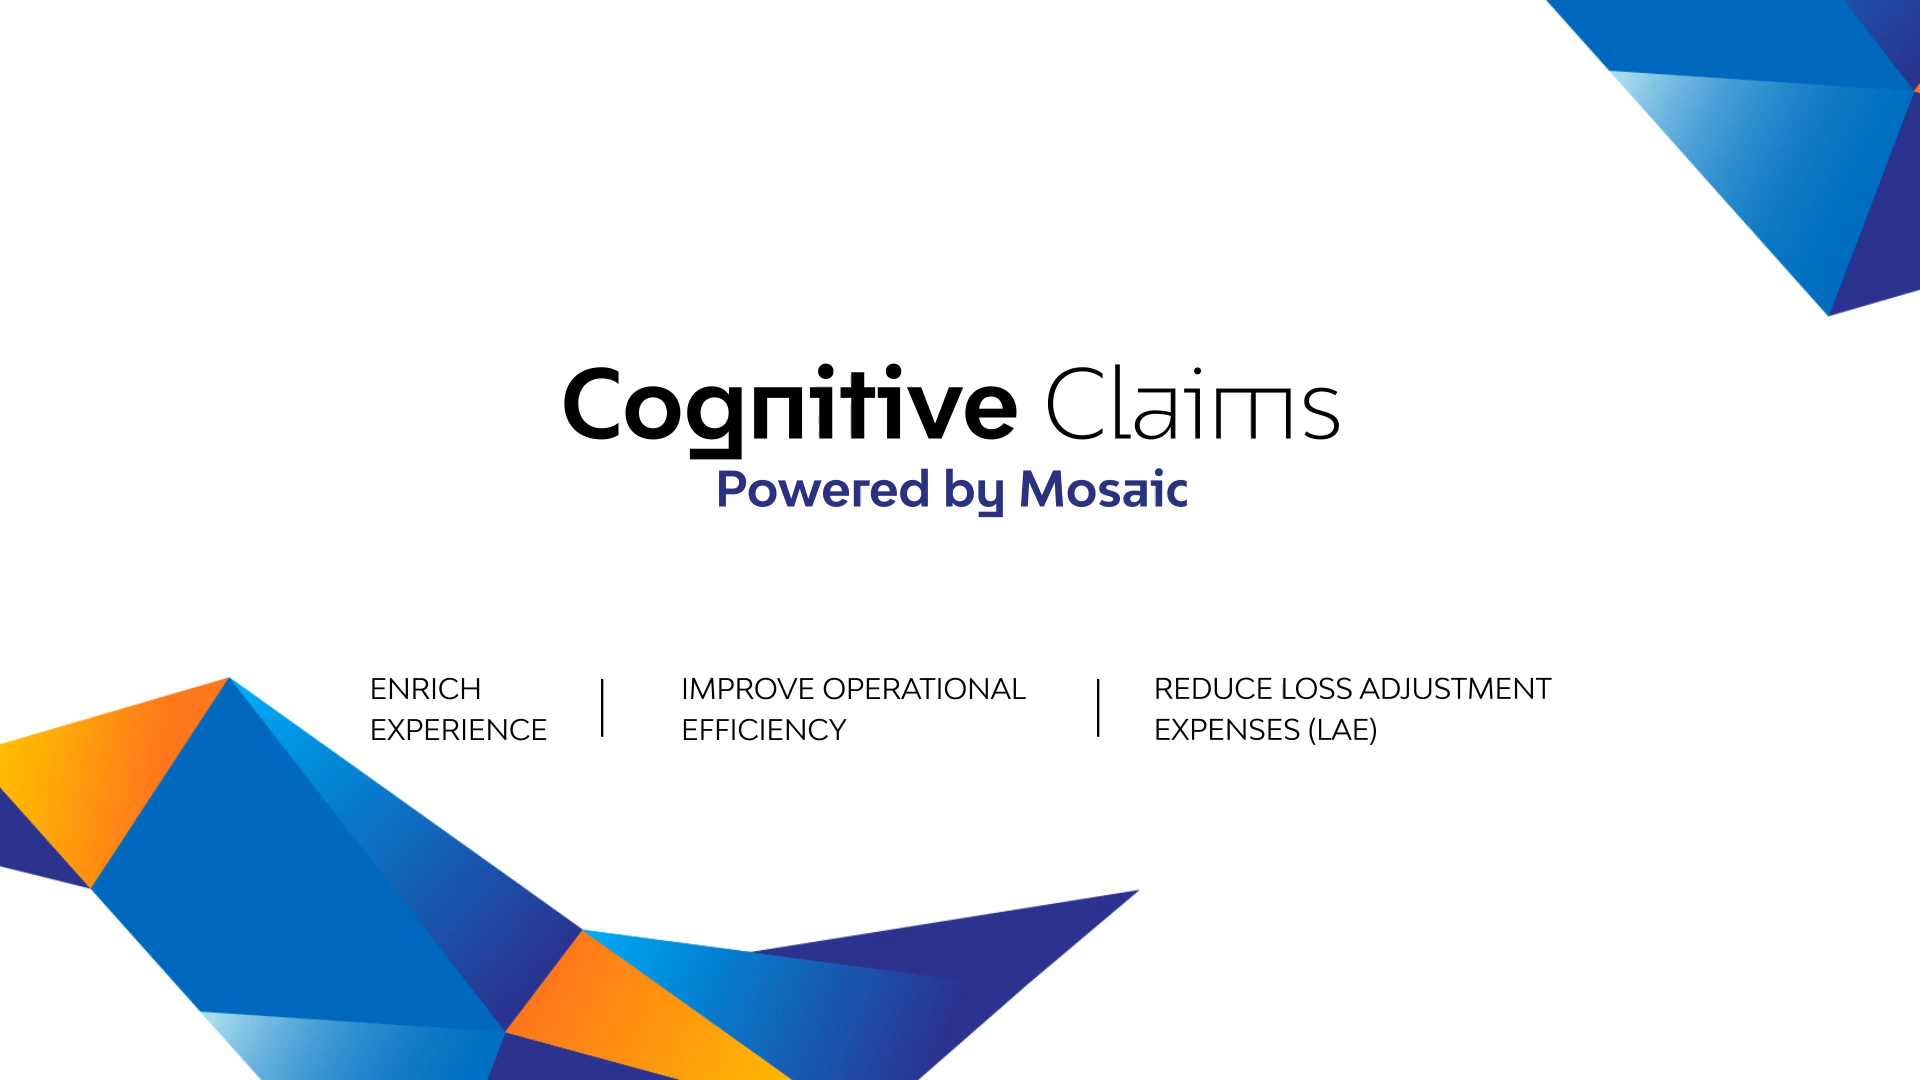 Cognitive Claims
Powered by Mosaic
ENRICH
EXPERIENCE
IMPROVE OPERATIONAL
EFFICIENCY
REDUCE LOSS ADJUSTMENT
EXPENSES (LAE)